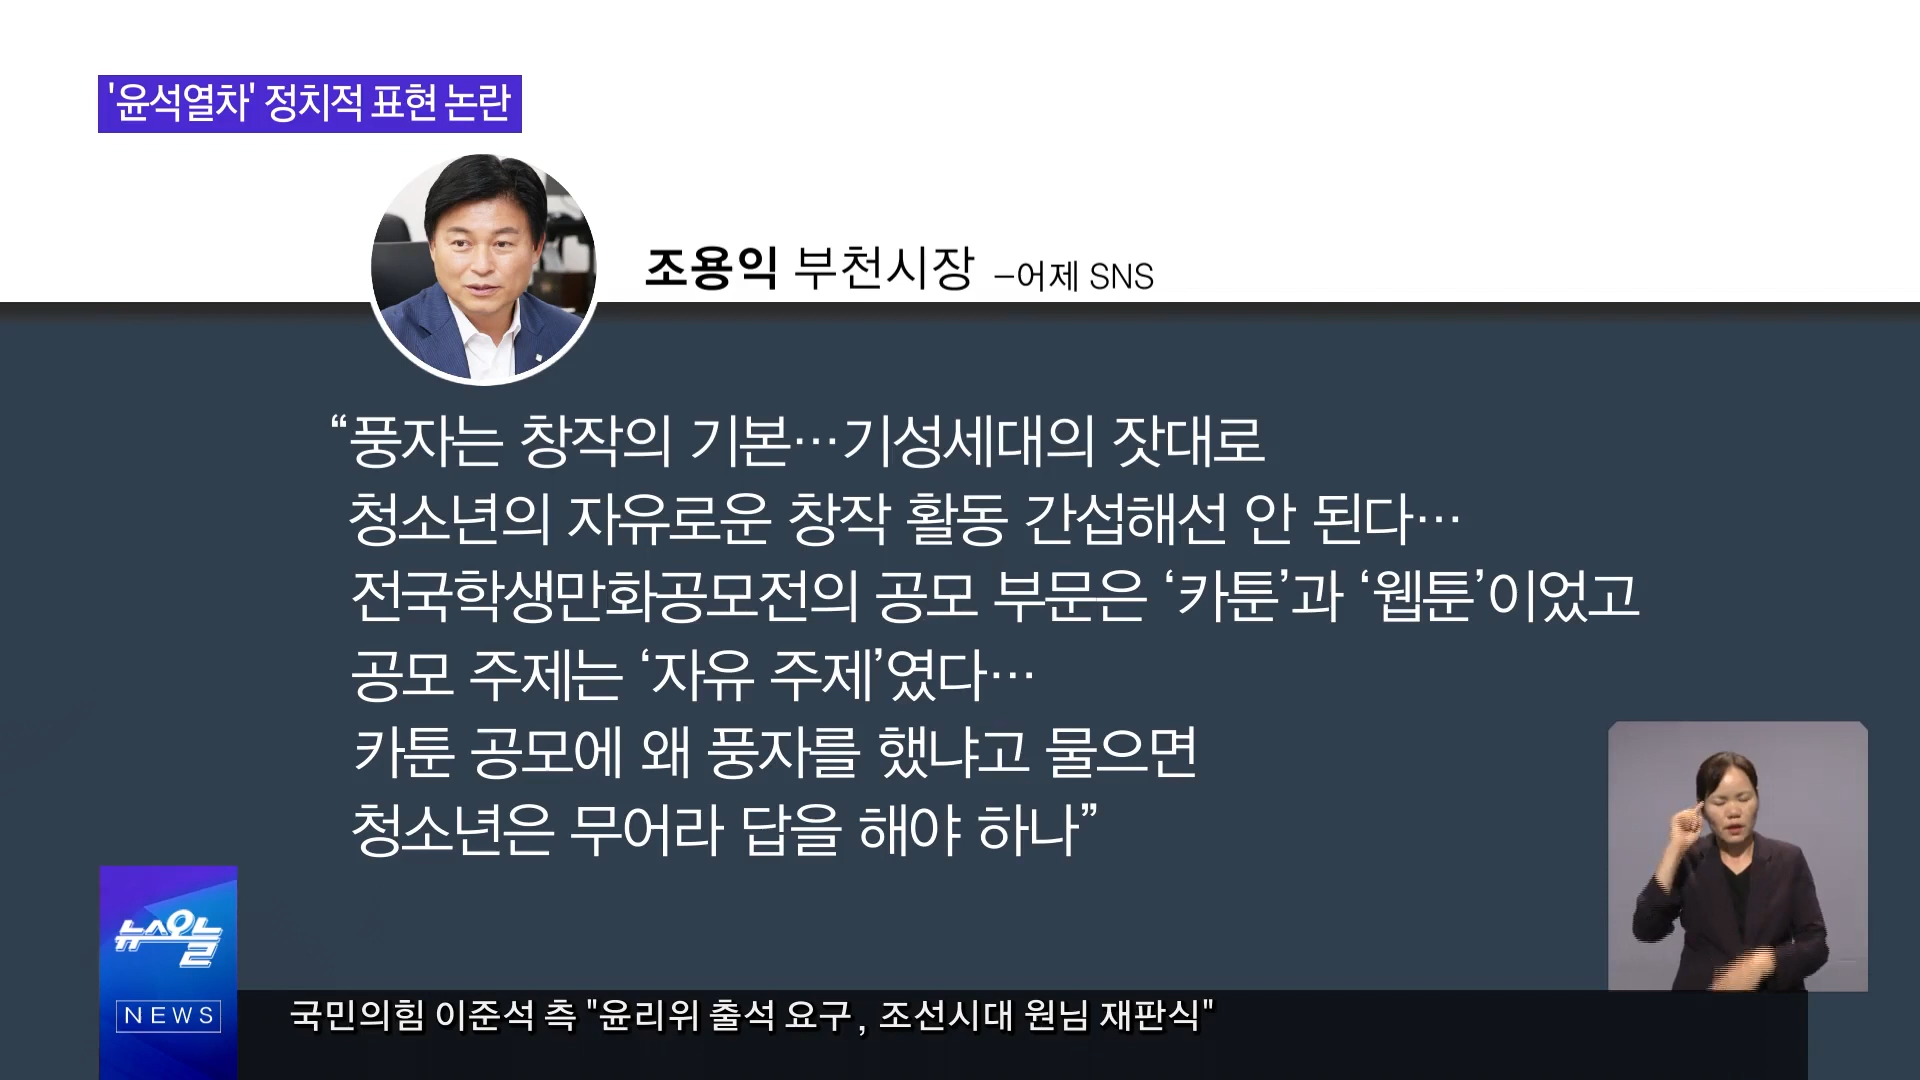 '윤석열차' 정치적 표현 논란
조용익 부천시장 -어제 SNS
“풍자는 창작의 기본…기성세대의 잣대로
청소년의 자유로운 창작 활동 간섭해선 안 된다…
전국학생만화공모전의 공모 부문은 ‘카툰’과 ‘웹툰’이었고
공모 주제는 ‘자유 주제’였다…
카툰 공모에 왜 풍자를 했냐고 물으면
청소년은 무어라 답을 해야 하나”
뉴스오늘
NEWS
국민의힘 이준석 측 "윤리위 출석 요구, 조선시대 원님 재판식"